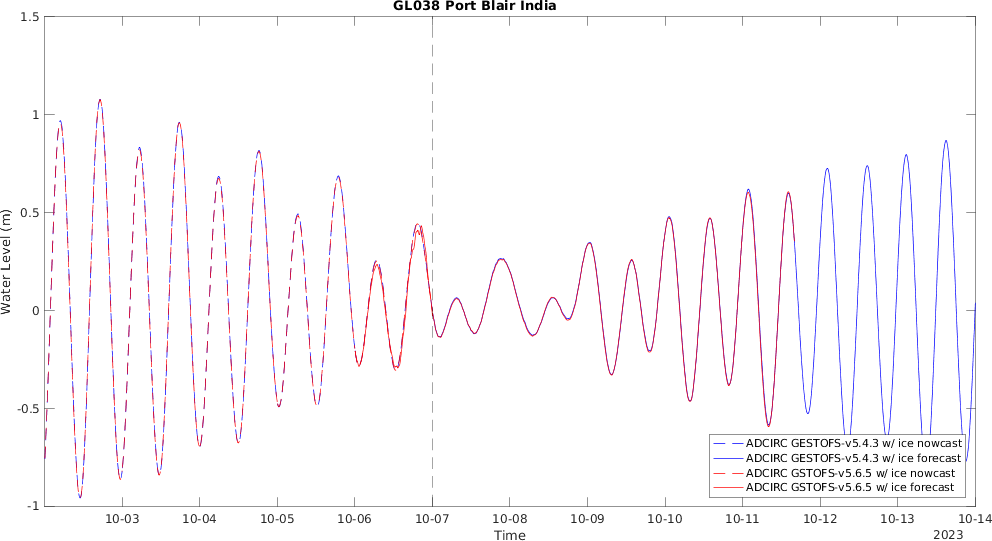 GL038 Port Blair India
1.5
1
0.5
0
-0.5
-1
Water Level (m)
ADCIRC GESTOFS-v5.4.3 w/ ice nowcast
ADCIRC GESTOFS-v5.4.3 w/ ice forecast
ADCIRC GSTOFS-v5.6.5 w/ ice nowcast
ADCIRC GSTOFS-v5.6.5 w/ ice forecast
10-03 10-04 10-05 10-06 10-07 10-08 10-09 10-10 10-11 10-12 10-13 10-14
Time
2023